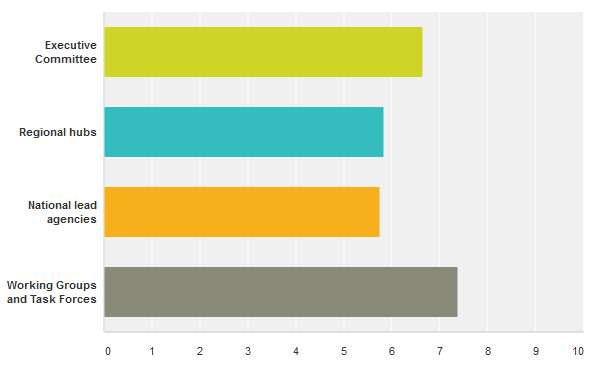 Executive
Committee
Regional hubs
National lead
agencies
Working Groups
and Task Forces
0 1 2 3 4 5 6 7 8 9 10